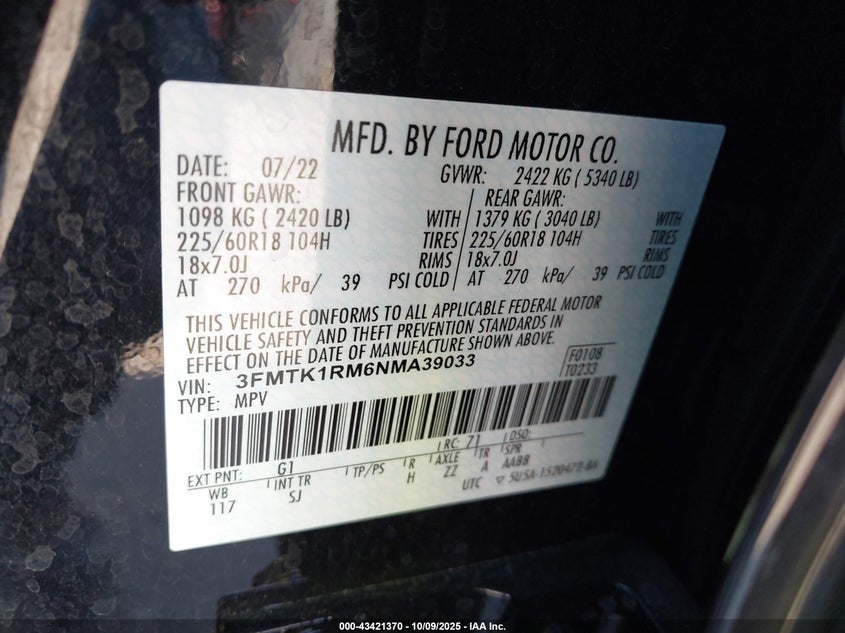 MFD. BY FORD MOTOR CO.
DATE: 07/22 GVWR: 2422 KG ( 5340 LB)
FRONT GAWR: REAR GAWR:
1098 KG ( 2420 LB) WITH 1379 KG ( 3040 LB) WITH
225/60R18 104H TIRES 225/60R18 104H TIRES
18x7.0J RIMS 18x7.0J RIMS
AT 270 kPa/ 39 PSI COLD AT 270 kPa/ 39 PSI COLD
THIS VEHICLE CONFORMS TO ALL APPLICABLE FEDERAL MOTOR
VEHICLE SAFETY AND THEFT PREVENTION STANDARDS IN
EFFECT ON THE DATE OF MANUFACTURE SHOWN ABOVE.
VIN: 3FMTK1RM6NMA39033 F0108
TYPE: MPV T0233
EXT PNT: G1 RC: 71 DSO:
WB INT TR TP/PS R AXLE TR SPR
117 SJ H ZZ A AABB
UTC ▽ 5U5A-1520472-BA
000-43421370 - 10/09/2025 - IAA Inc.